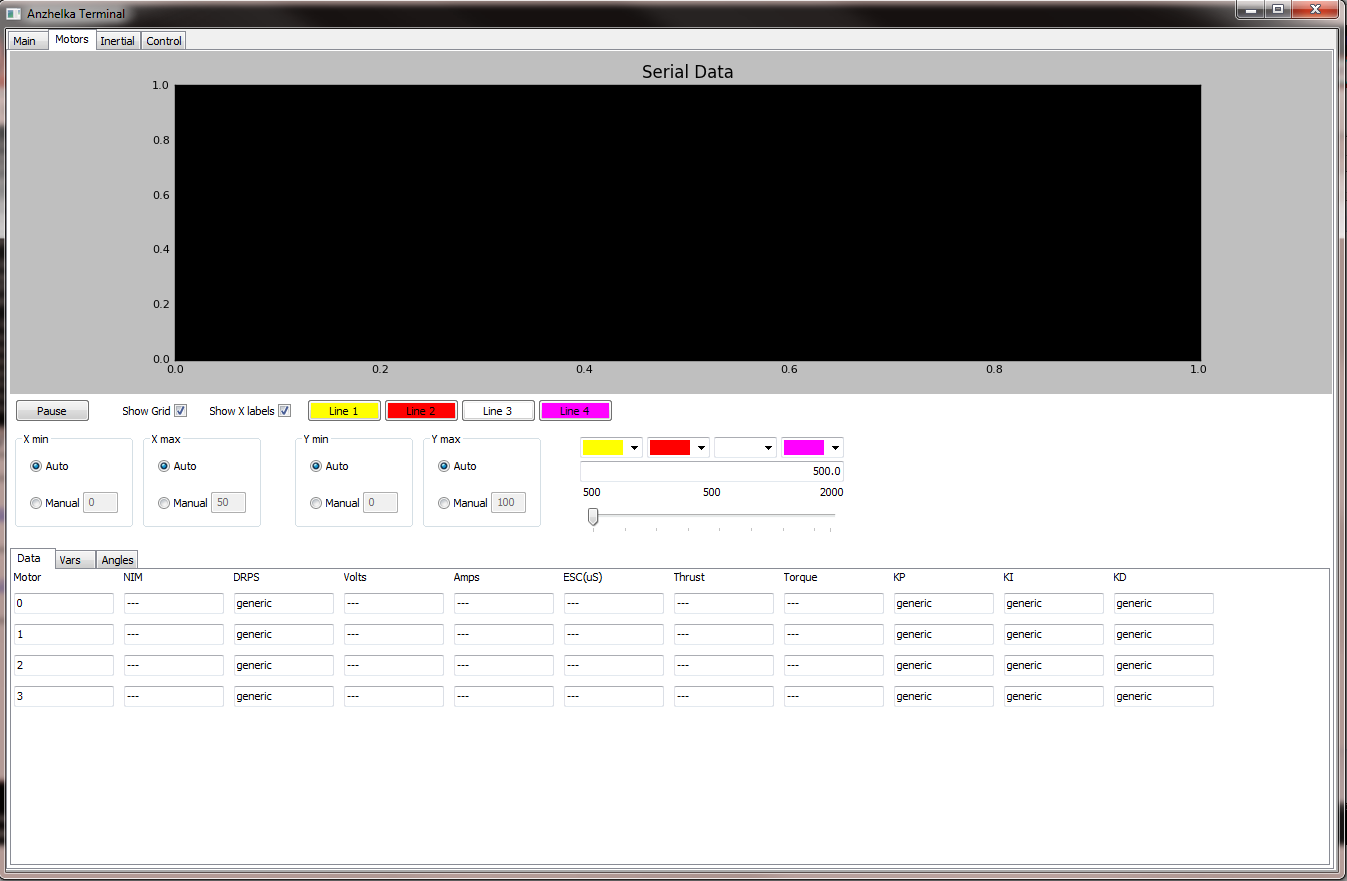 Anzhelka Terminal
Main Motors Inertial Control
Serial Data
1.0
0.8
0.6
0.4
0.2
0.0
0.0 0.2 0.4 0.6 0.8 1.0
Pause Show Grid Show X labels Line 1 Line 2 Line 3 Line 4
X min X max Y min Y max
Auto Auto Auto Auto
500.0
500 500 2000
Manual 0 Manual 50 Manual 0 Manual 100
Data Vars Angles
Motor NIM DRPS Volts Amps ESC(uS) Thrust Torque KP KI KD
0 --- generic --- --- --- --- --- generic generic generic
1 --- generic --- --- --- --- --- generic generic generic
2 --- generic --- --- --- --- --- generic generic generic
3 --- generic --- --- --- --- --- generic generic generic